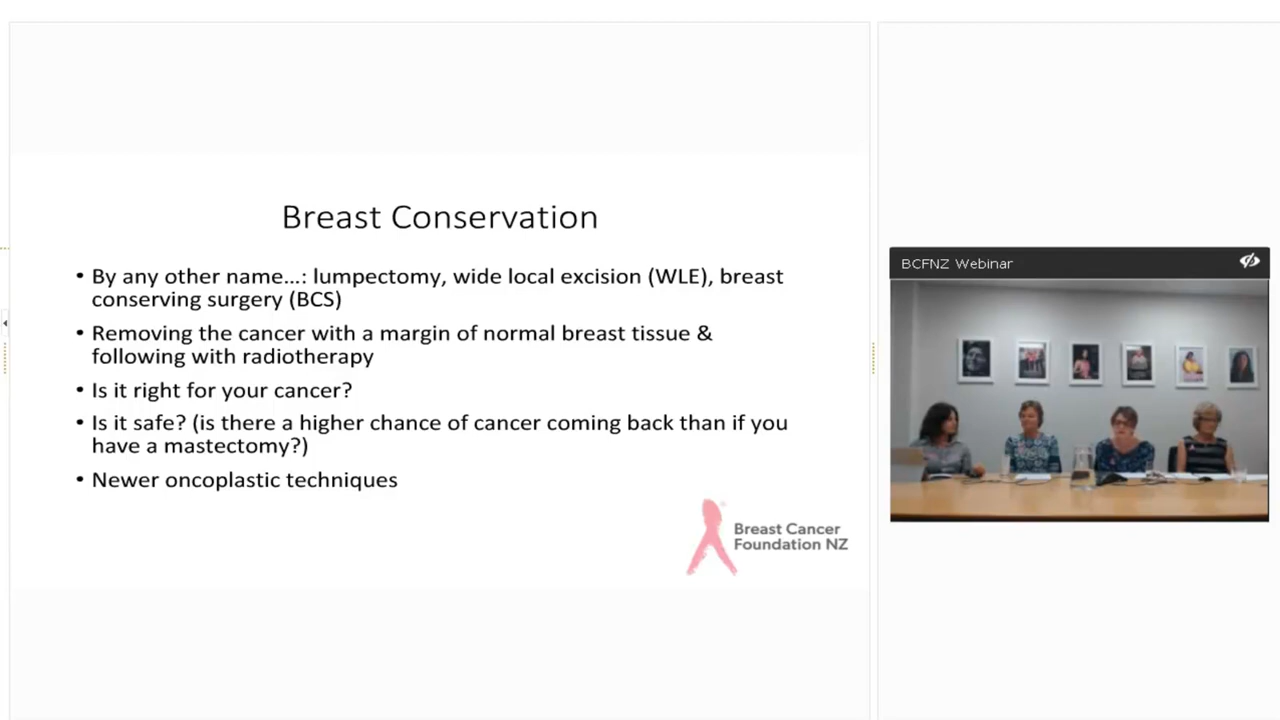 Breast Conservation
• By any other name...: lumpectomy, wide local excision (WLE), breast
conserving surgery (BCS)
• Removing the cancer with a margin of normal breast tissue &
following with radiotherapy
• Is it right for your cancer?
• Is it safe? (is there a higher chance of cancer coming back than if you
have a mastectomy?)
• Newer oncoplastic techniques
Breast Cancer
Foundation NZ
BCFNZ Webinar